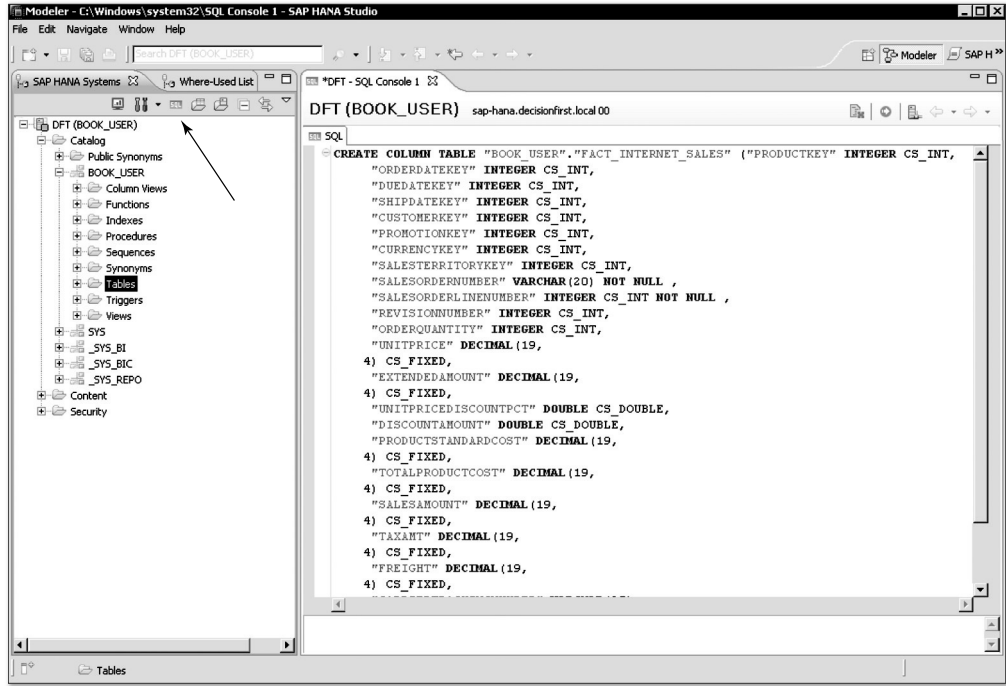 Modeler - C:\Windows\system32\SQL Console 1 - SAP HANA Studio
File Edit Navigate Window Help
Search DFT (BOOK_USER)
Modeler SAP H »
SAP HANA Systems Where-Used List
*DFT - SQL Console 1
DFT (BOOK_USER) sap-hana.decisionfirst.local 00
SQL
DFT (BOOK_USER)
Catalog
Public Synonyms
BOOK_USER
Column Views
Functions
Indexes
Procedures
Sequences
Synonyms
Tables
Triggers
Views
SYS
_SYS_BI
_SYS_BIC
_SYS_REPO
Content
Security
CREATE COLUMN TABLE "BOOK_USER"."FACT_INTERNET_SALES" ("PRODUCTKEY" INTEGER CS_INT,
"ORDERDATEKEY" INTEGER CS_INT,
"DUEDATEKEY" INTEGER CS_INT,
"SHIPDATEKEY" INTEGER CS_INT,
"CUSTOMERKEY" INTEGER CS_INT,
"PROMOTIONKEY" INTEGER CS_INT,
"CURRENCYKEY" INTEGER CS_INT,
"SALESTERRITORYKEY" INTEGER CS_INT,
"SALESORDERNUMBER" VARCHAR(20) NOT NULL ,
"SALESORDERLINENUMBER" INTEGER CS_INT NOT NULL ,
"REVISIONNUMBER" INTEGER CS_INT,
"ORDERQUANTITY" INTEGER CS_INT,
"UNITPRICE" DECIMAL(19,
4) CS_FIXED,
"EXTENDEDAMOUNT" DECIMAL(19,
4) CS_FIXED,
"UNITPRICEDISCOUNTPCT" DOUBLE CS_DOUBLE,
"DISCOUNTAMOUNT" DOUBLE CS_DOUBLE,
"PRODUCTSTANDARDCOST" DECIMAL(19,
4) CS_FIXED,
"TOTALPRODUCTCOST" DECIMAL(19,
4) CS_FIXED,
"SALESAMOUNT" DECIMAL(19,
4) CS_FIXED,
"TAXAMT" DECIMAL(19,
4) CS_FIXED,
"FREIGHT" DECIMAL(19,
4) CS_FIXED,
Tables